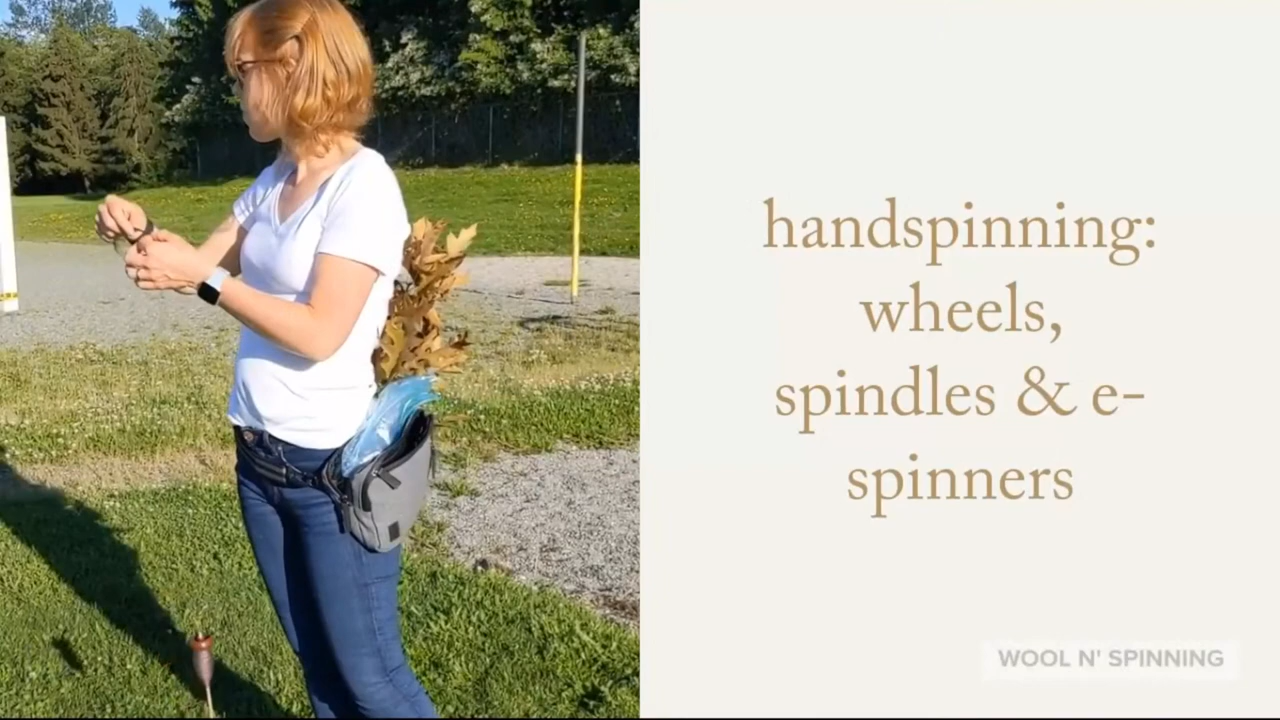 handspinning:
wheels,
spindles & e-
spinners
WOOL N' SPINNING